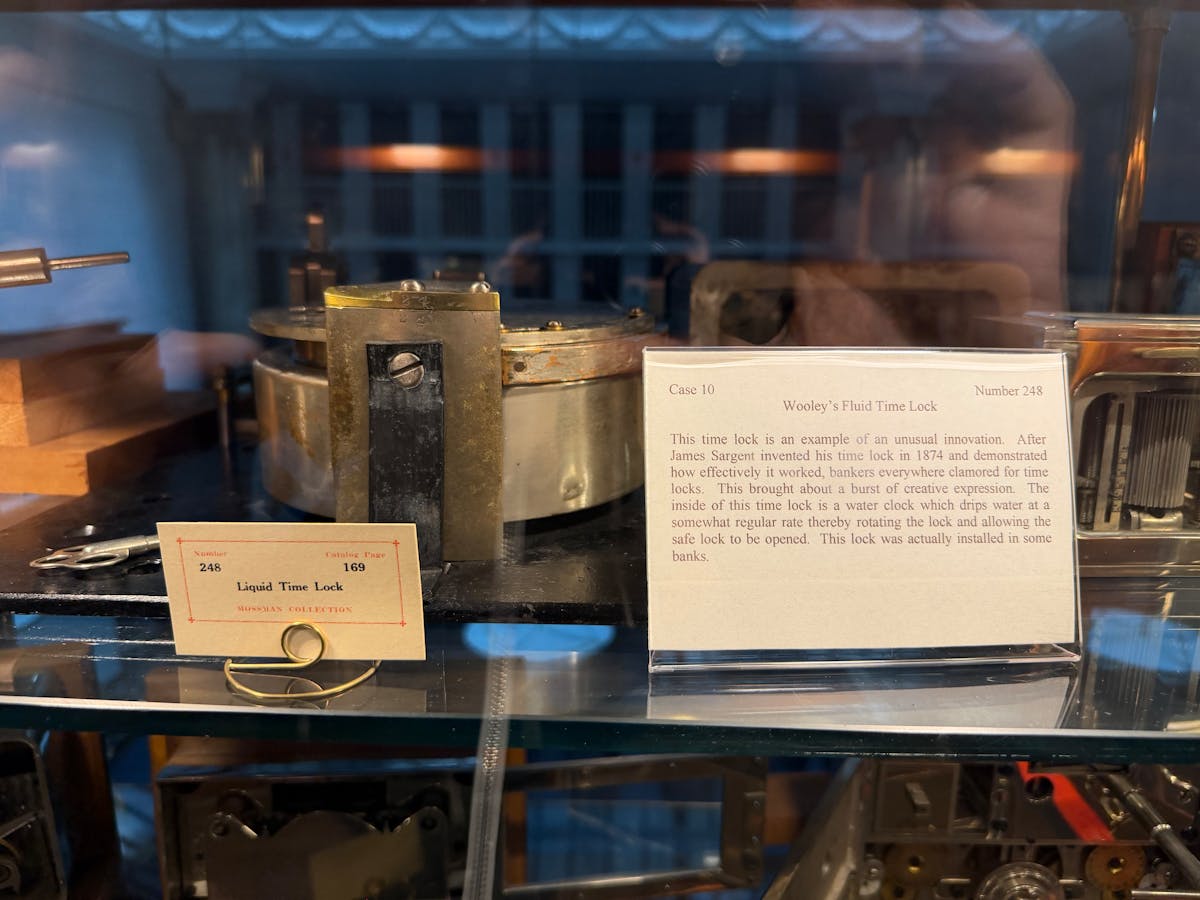 Case 10 Number 248
Wooley's Fluid Time Lock
This time lock is an example of an unusual innovation. After
James Sargent invented his time lock in 1874 and demonstrated
how effectively it worked, bankers everywhere clamored for time
locks. This brought about a burst of creative expression. The
inside of this time lock is a water clock which drips water at a
somewhat regular rate thereby rotating the lock and allowing the
safe lock to be opened. This lock was actually installed in some
banks.
Number Catalog Page
248 169
Liquid Time Lock
MOSSMAN COLLECTION